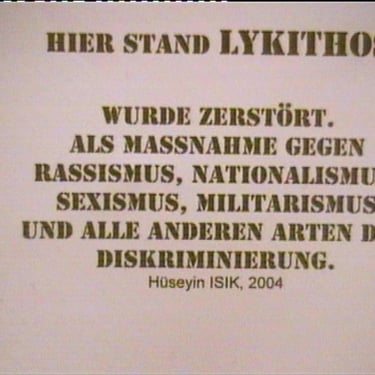 HIER STAND LYKITHOS
WURDE ZERSTÖRT.
ALS MASSNAHME GEGEN
RASSISMUS, NATIONALISMU
SEXISMUS, MILITARISMUS
UND ALLE ANDEREN ARTEN D
DISKRIMINIERUNG.
Hüseyin ISIK, 2004